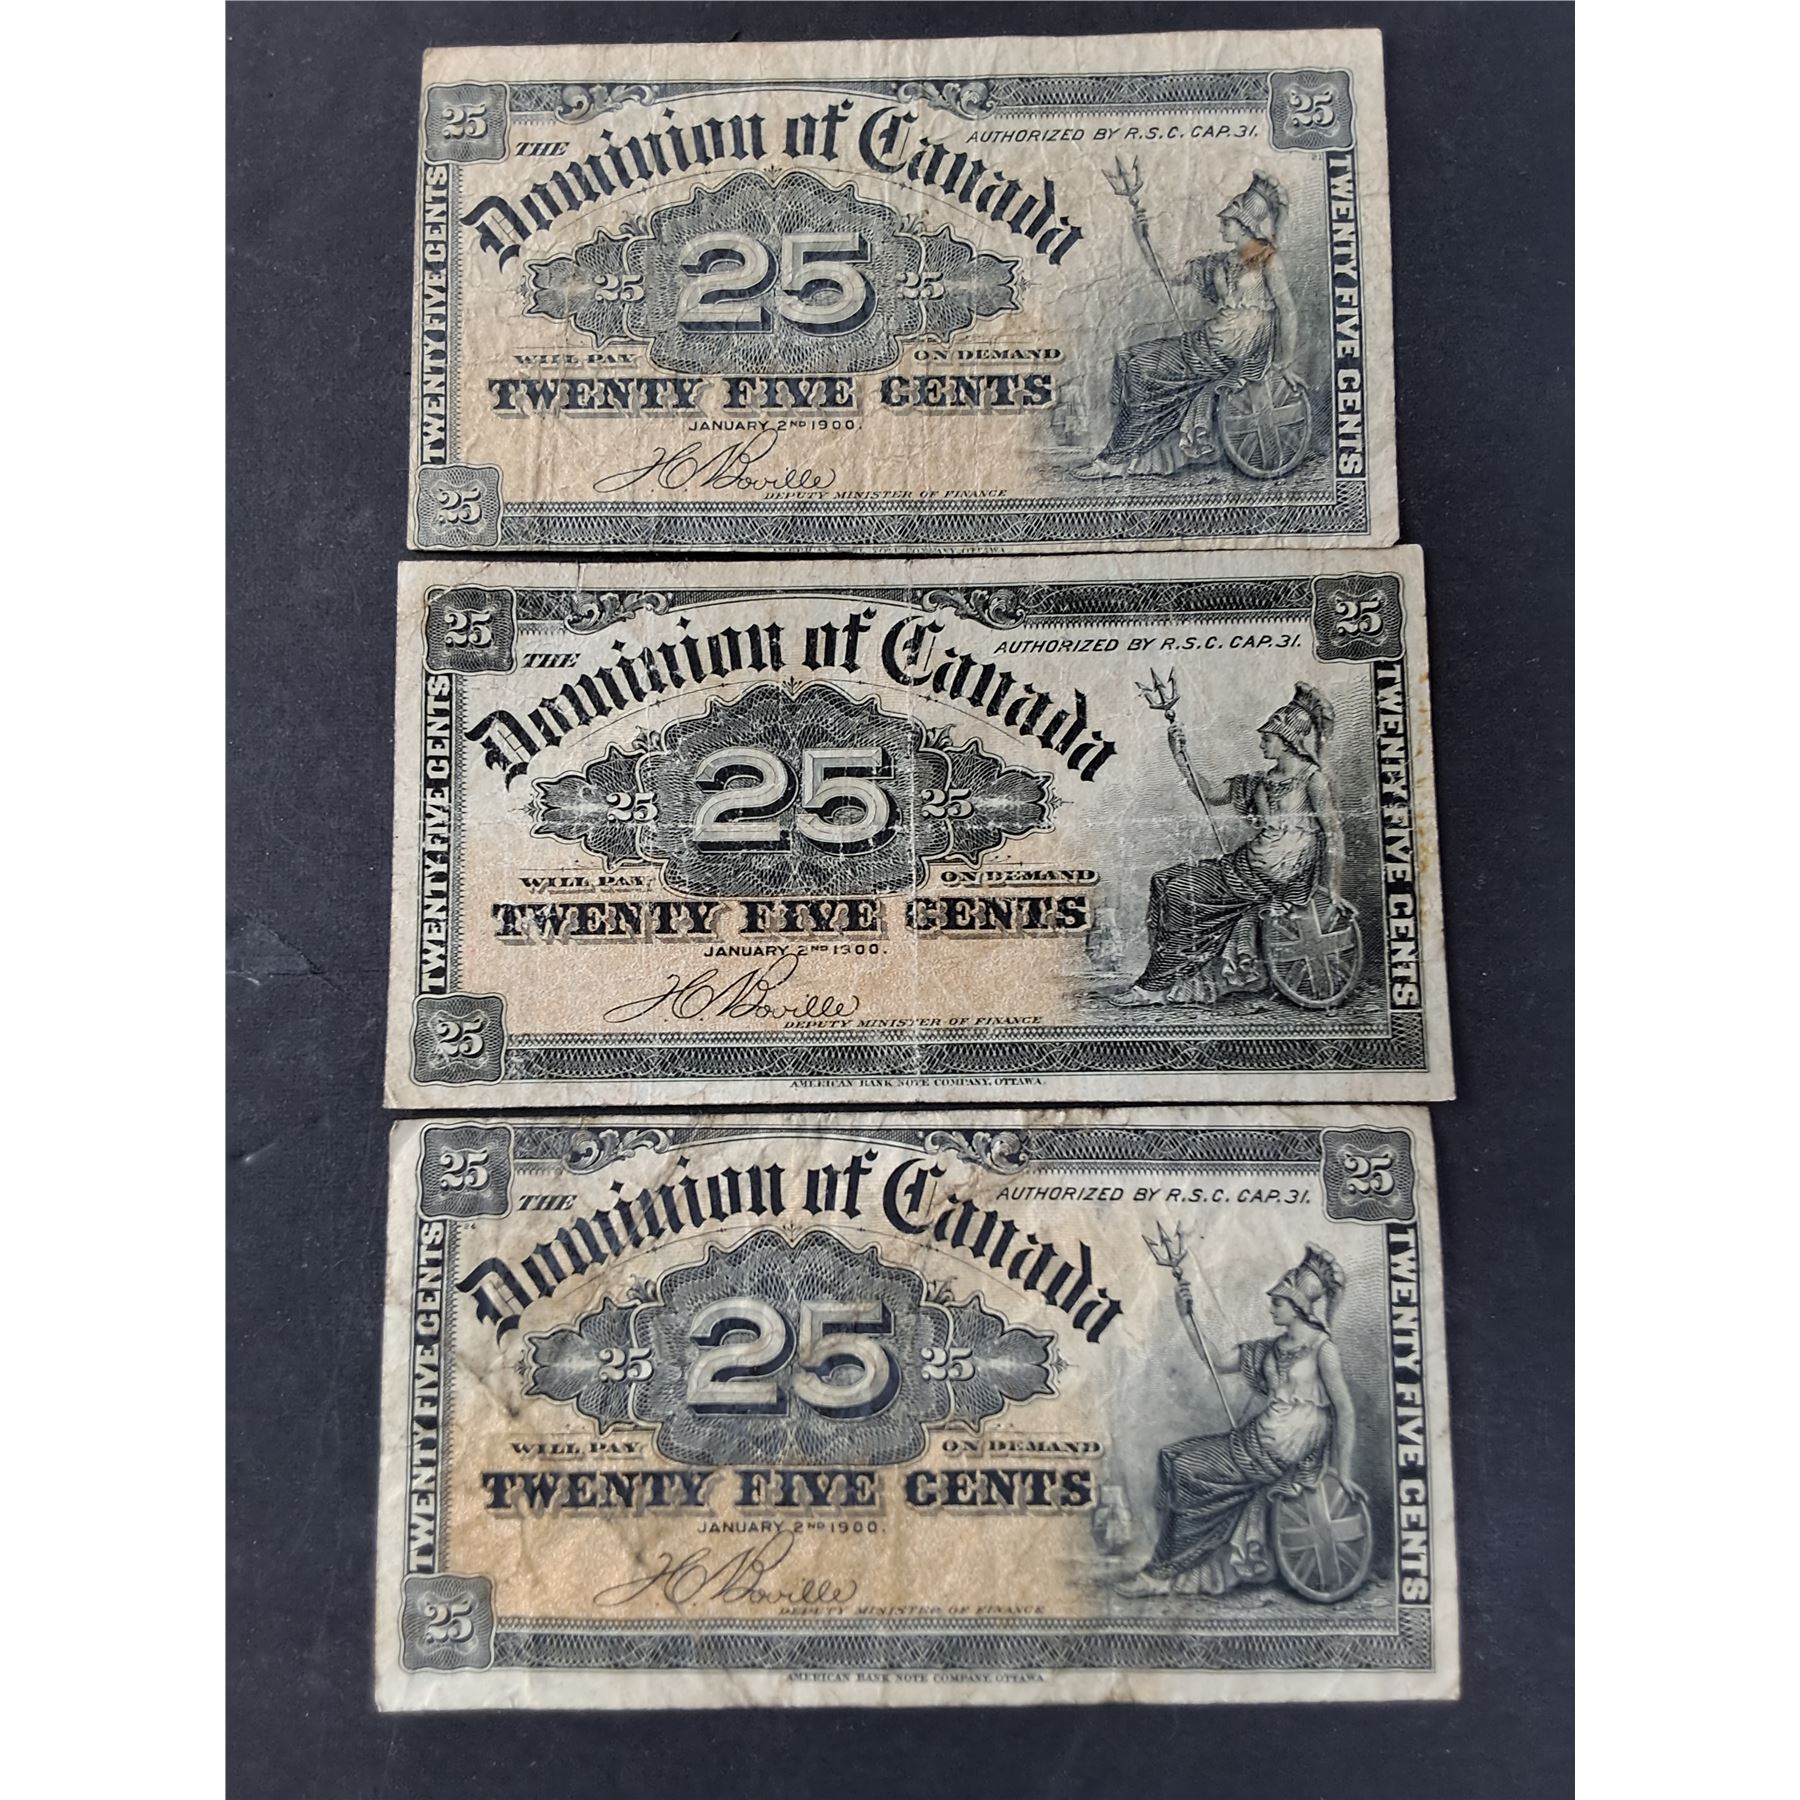 25 25
THE Dominion of Canada AUTHORIZED BY R.S.C. CAP. 31.
21
TWENTY FIVE CENTS
25 25 25
TWENTY FIVE CENTS
WILL PAY ON DEMAND
TWENTY FIVE CENTS
JANUARY 2ND 1900.
H C Boville
DEPUTY MINISTER OF FINANCE
25
AMERICAN BANK NOTE COMPANY, OTTAWA
25 25
THE Dominion of Canada AUTHORIZED BY R.S.C. CAP. 31.
TWENTY FIVE CENTS
25 25 25
TWENTY FIVE CENTS
WILL PAY ON DEMAND
TWENTY FIVE CENTS
JANUARY 2ND 1900.
H.C. Boville
DEPUTY MINISTER OF FINANCE
25
AMERICAN BANK NOTE COMPANY, OTTAWA.
25 25
THE Dominion of Canada AUTHORIZED BY R.S.C. CAP. 31.
TWENTY FIVE CENTS
25 25 25
TWENTY FIVE CENTS
WILL PAY ON DEMAND
TWENTY FIVE CENTS
JANUARY 2ND 1900.
H.C. Boville
DEPUTY MINISTER OF FINANCE
25
AMERICAN BANK NOTE COMPANY, OTTAWA